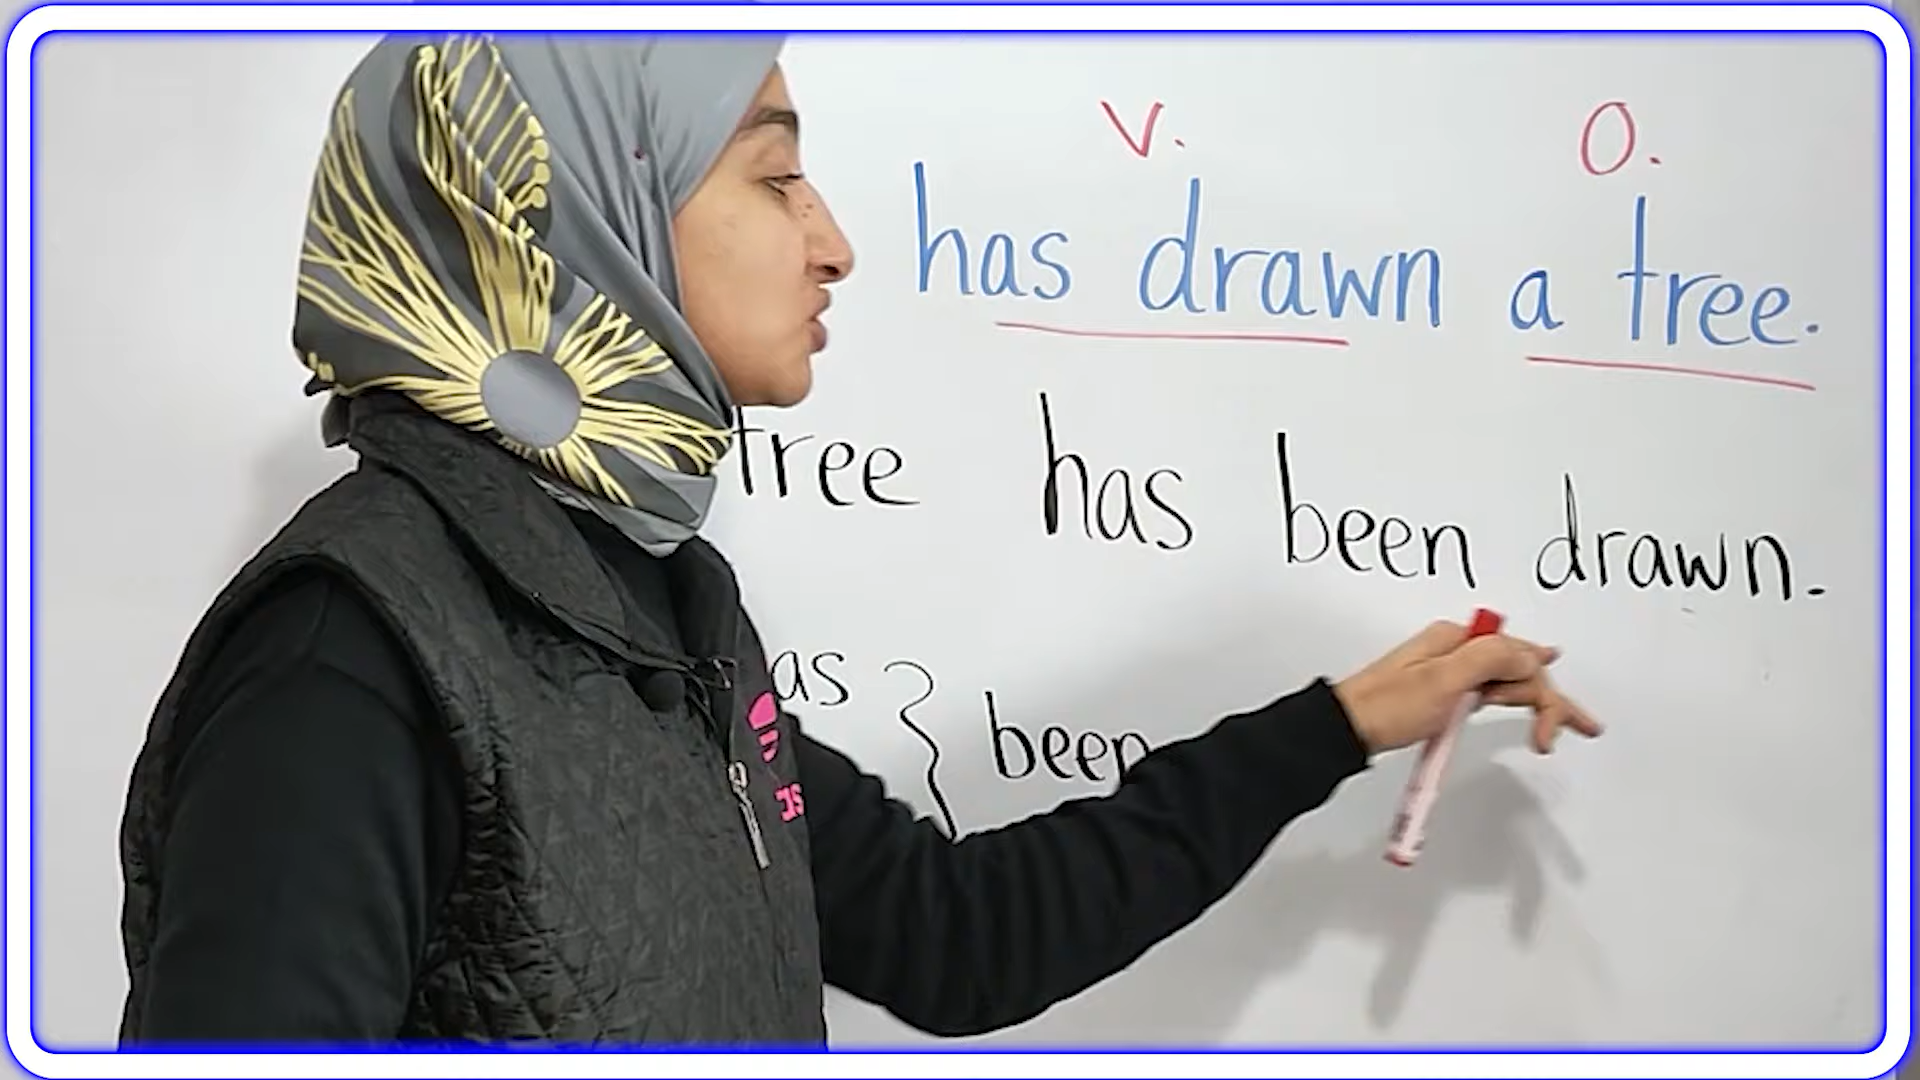 V. O.
has drawn a tree.
tree has been drawn.
as } been